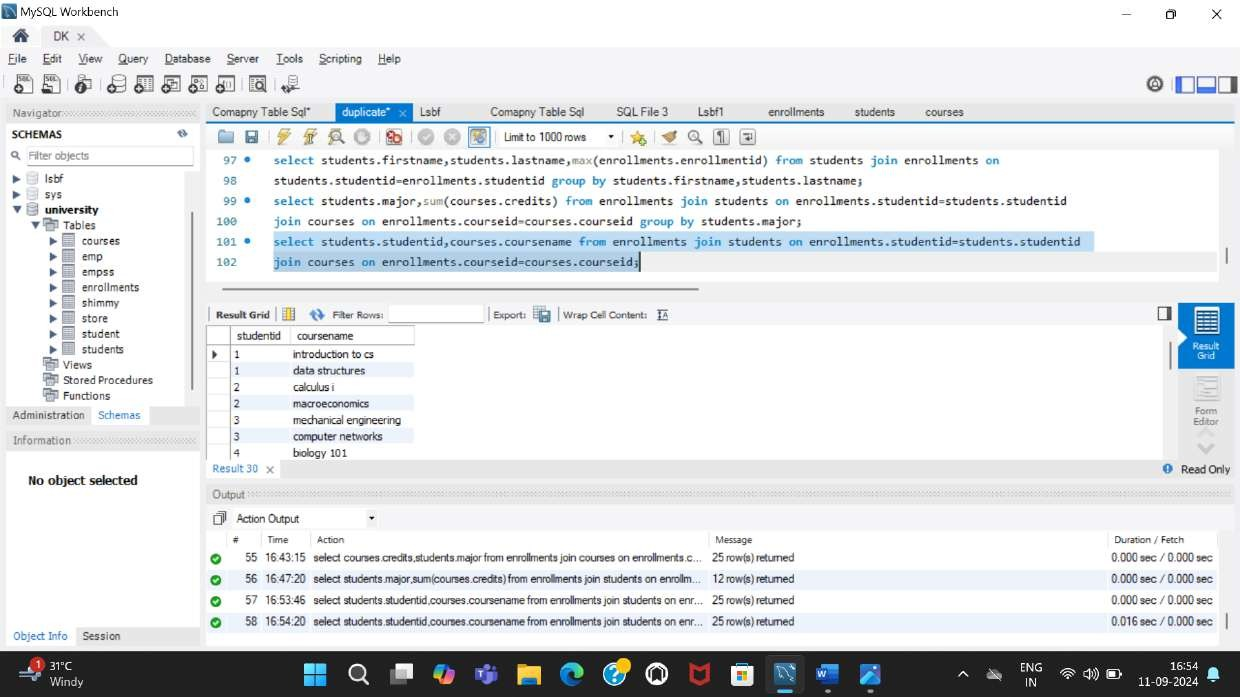 MySQL Workbench
DK
File Edit View Query Database Server Tools Scripting Help
Navigator
SCHEMAS
Filter objects
lsbf
sys
university
Tables
courses
emp
empss
enrollments
shimmy
store
student
students
Views
Stored Procedures
Functions
Administration Schemas
Information
No object selected
Object Info Session
Comapny Table Sql* duplicate* Lsbf Comapny Table Sql SQL File 3 Lsbf1 enrollments students courses
Limit to 1000 rows
97 select students.firstname,students.lastname,max(enrollments.enrollmentid) from students join enrollments on
98 students.studentid=enrollments.studentid group by students.firstname,students.lastname;
99 select students.major,sum(courses.credits) from enrollments join students on enrollments.studentid=students.studentid
100 join courses on enrollments.courseid=courses.courseid group by students.major;
101 select students.studentid,courses.coursename from enrollments join students on enrollments.studentid=students.studentid
102 join courses on enrollments.courseid=courses.courseid;
Result Grid Filter Rows: Export: Wrap Cell Content:
studentid coursename
1 introduction to cs
1 data structures
2 calculus i
2 macroeconomics
3 mechanical engineering
3 computer networks
4 biology 101
Result Grid
Form Editor
Result 30
Read Only
Output
Action Output
# Time Action Message Duration / Fetch
55 16:43:15 select courses.credits,students.major from enrollments join courses on enrollments.c... 25 row(s) returned 0.000 sec / 0.000 sec
56 16:47:20 select students.major,sum(courses.credits) from enrollments join students on enrollm... 12 row(s) returned 0.000 sec / 0.000 sec
57 16:53:46 select students.studentid,courses.coursename from enrollments join students on enr... 25 row(s) returned 0.000 sec / 0.000 sec
58 16:54:20 select students.studentid,courses.coursename from enrollments join students on enr... 25 row(s) returned 0.016 sec / 0.000 sec
1
31°C
Windy
ENG
IN
16:54
11-09-2024